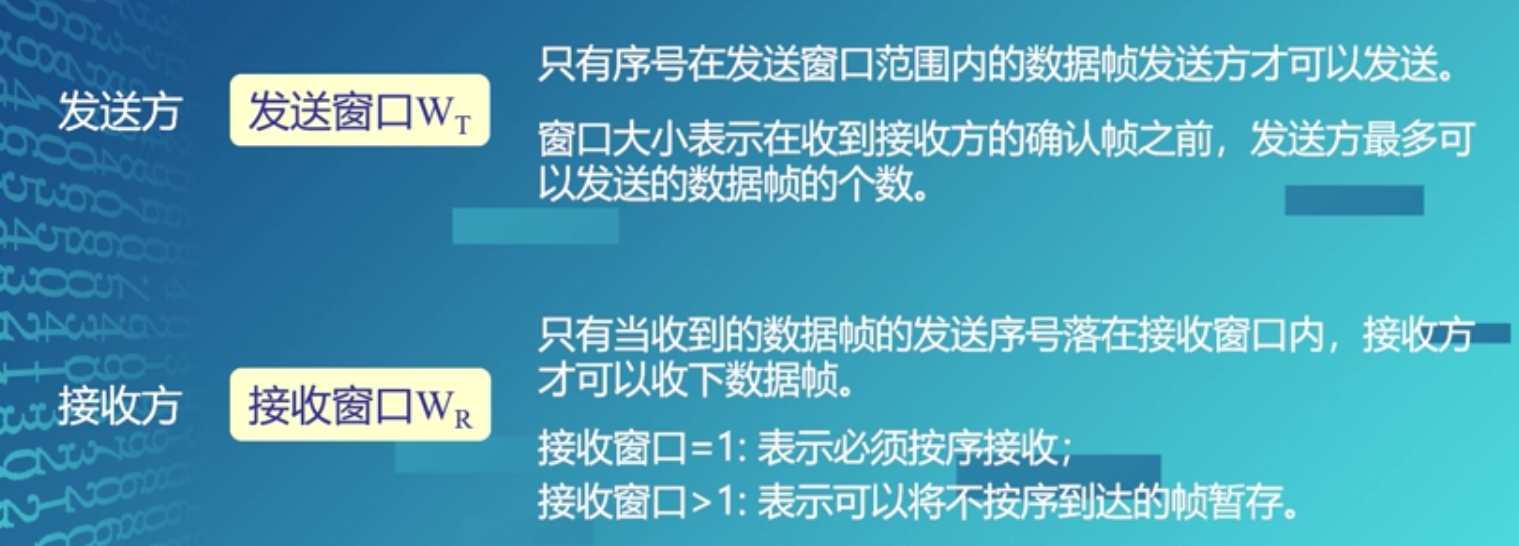 只有序号在发送窗口范围内的数据帧发送方才可以发送。
发送方
发送窗口W_T
窗口大小表示在收到接收方的确认帧之前，发送方最多可
以发送的数据帧的个数。
只有当收到的数据帧的发送序号落在接收窗口内，接收方
才可以收下数据帧。
接收方
接收窗口W_R
接收窗口=1: 表示必须按序接收;
接收窗口>1: 表示可以将不按序到达的帧暂存。